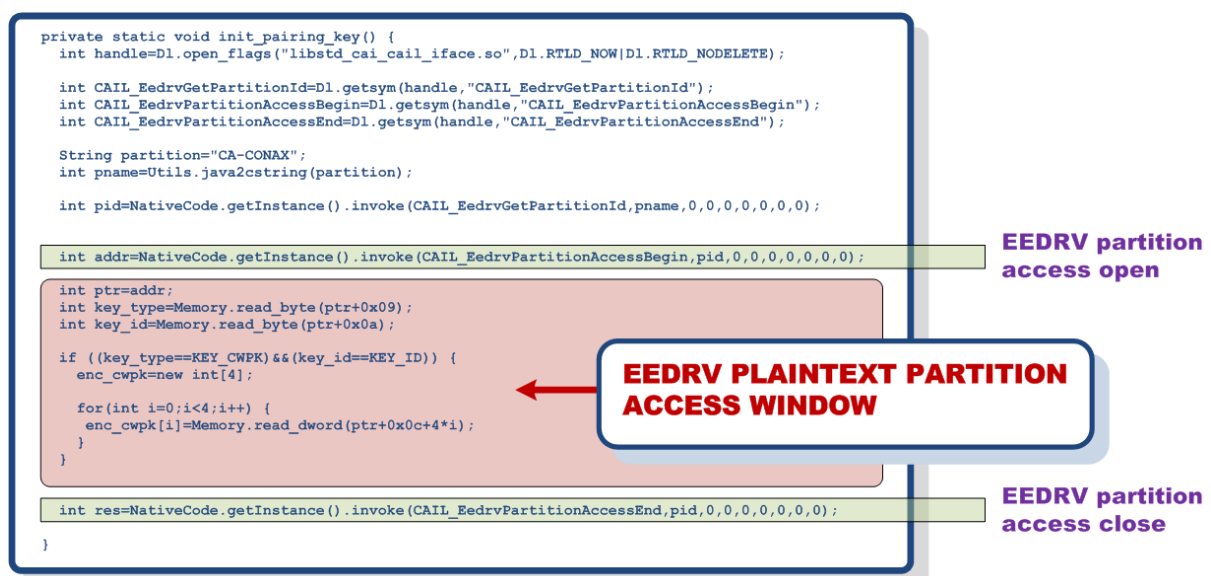 private static void init_pairing_key() {
int handle=Dl.open_flags("libstd_cai_cail_iface.so",Dl.RTLD_NOW|Dl.RTLD_NODELETE);
int CAIL_EedrvGetPartitionId=Dl.getsym(handle,"CAIL_EedrvGetPartitionId");
int CAIL_EedrvPartitionAccessBegin=Dl.getsym(handle,"CAIL_EedrvPartitionAccessBegin");
int CAIL_EedrvPartitionAccessEnd=Dl.getsym(handle,"CAIL_EedrvPartitionAccessEnd");
String partition="CA-CONAX";
int pname=Utils.java2cstring(partition);
int pid=NativeCode.getInstance().invoke(CAIL_EedrvGetPartitionId,pname,0,0,0,0,0,0,0);
int addr=NativeCode.getInstance().invoke(CAIL_EedrvPartitionAccessBegin,pid,0,0,0,0,0,0,0);
EEDRV partition
access open
int ptr=addr;
int key_type=Memory.read_byte(ptr+0x09);
int key_id=Memory.read_byte(ptr+0x0a);
if ((key_type==KEY_CWPK)&&(key_id==KEY_ID)) {
enc_cwpk=new int[4];
for(int i=0;i<4;i++) {
enc_cwpk[i]=Memory.read_dword(ptr+0x0c+4*i);
}
}
EEDRV PLAINTEXT PARTITION
ACCESS WINDOW
int res=NativeCode.getInstance().invoke(CAIL_EedrvPartitionAccessEnd,pid,0,0,0,0,0,0,0);
EEDRV partition
access close
}